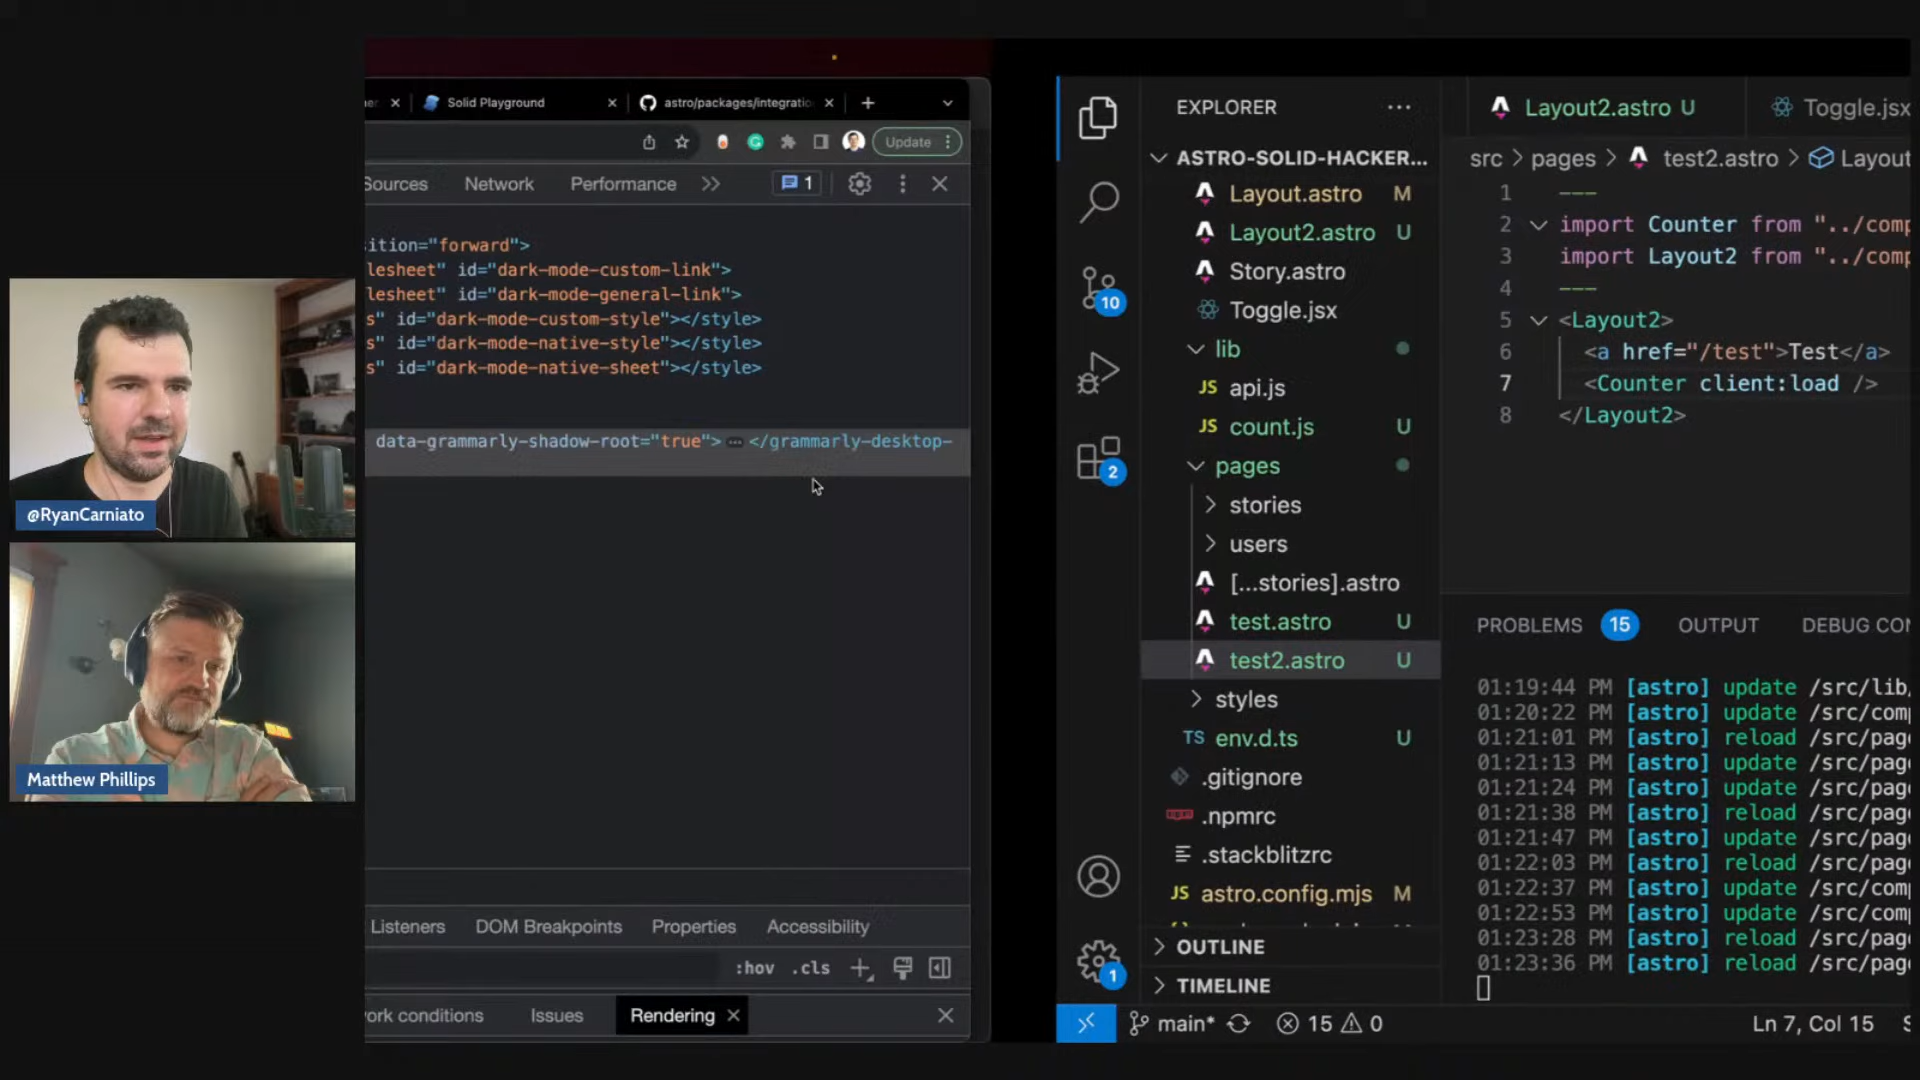 @RyanCarniato
Matthew Phillips
Solid Playground
astro/packages/integratio
Update
Sources
Network
Performance
1
sition="forward">
lesheet" id="dark-mode-custom-link">
lesheet" id="dark-mode-general-link">
s" id="dark-mode-custom-style"></style>
s" id="dark-mode-native-style"></style>
s" id="dark-mode-native-sheet"></style>
data-grammarly-shadow-root="true"> … </grammarly-desktop-
Listeners
DOM Breakpoints
Properties
Accessibility
:hov .cls
ork conditions
Issues
Rendering
EXPLORER
ASTRO-SOLID-HACKER...
Layout.astro M
Layout2.astro U
Story.astro
Toggle.jsx
lib
JS api.js
JS count.js U
pages
stories
users
[...stories].astro
test.astro U
test2.astro U
styles
TS env.d.ts U
.gitignore
.npmrc
.stackblitzrc
JS astro.config.mjs M
OUTLINE
TIMELINE
10
2
1
Layout2.astro U
Toggle.jsx
src > pages > test2.astro > Layout
1 ---
2 import Counter from "../comp
3 import Layout2 from "../comp
4 ---
5 <Layout2>
6 <a href="/test">Test</a>
7 <Counter client:load />
8 </Layout2>
PROBLEMS 15 OUTPUT DEBUG CON
01:19:44 PM [astro] update /src/lib/
01:20:22 PM [astro] update /src/comp
01:21:01 PM [astro] reload /src/page
01:21:13 PM [astro] update /src/page
01:21:24 PM [astro] update /src/page
01:21:38 PM [astro] reload /src/page
01:21:47 PM [astro] update /src/page
01:22:03 PM [astro] reload /src/page
01:22:37 PM [astro] update /src/comp
01:22:53 PM [astro] update /src/comp
01:23:28 PM [astro] reload /src/page
01:23:36 PM [astro] reload /src/page
main*
15
0
Ln 7, Col 15